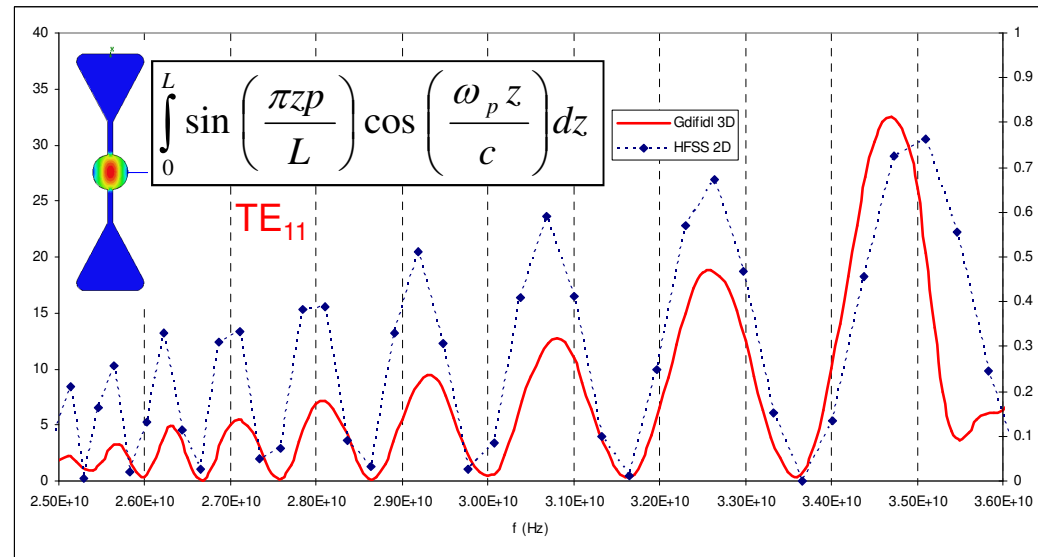 40
35
30
25
20
15
10
5
0
1
0.9
0.8
0.7
0.6
0.5
0.4
0.3
0.2
0.1
0
x
∫₀ᴸ sin(πzp/L) cos(ωₚz/c) dz
Gdifidl 3D
HFSS 2D
TE₁₁
2.50E+10 2.60E+10 2.70E+10 2.80E+10 2.90E+10 3.00E+10 3.10E+10 3.20E+10 3.30E+10 3.40E+10 3.50E+10 3.60E+10
f (Hz)